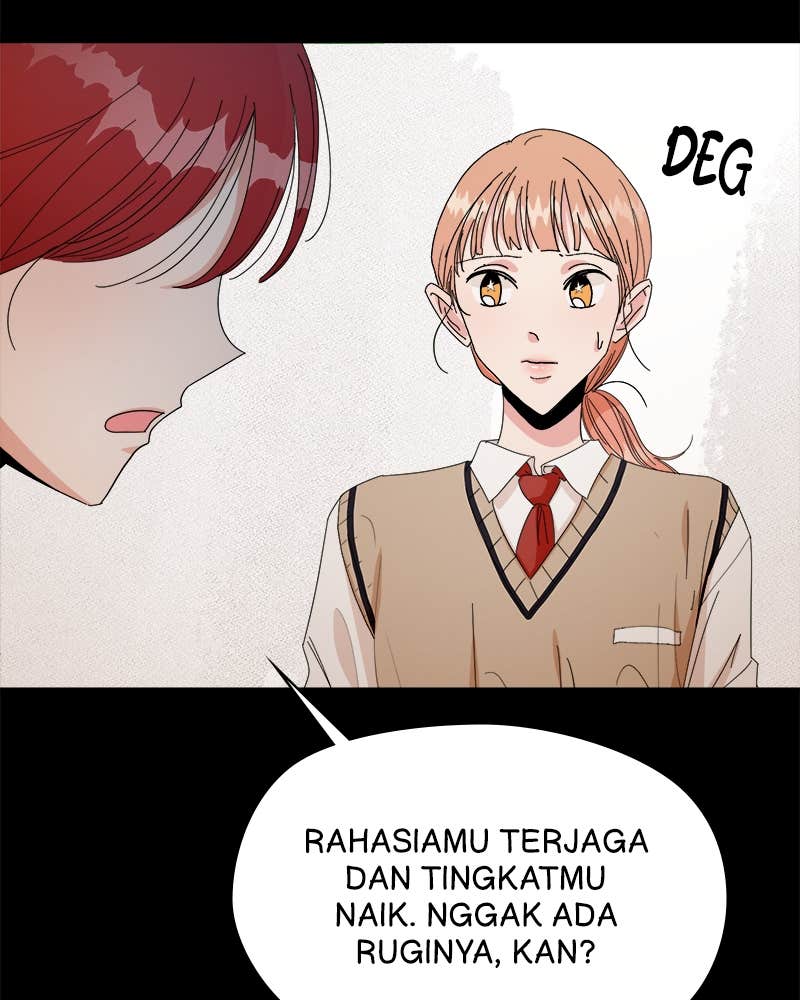 DEG
RAHASIAMU TERJAGA
DAN TINGKATMU
NAIK. NGGAK ADA
RUGINYA, KAN?